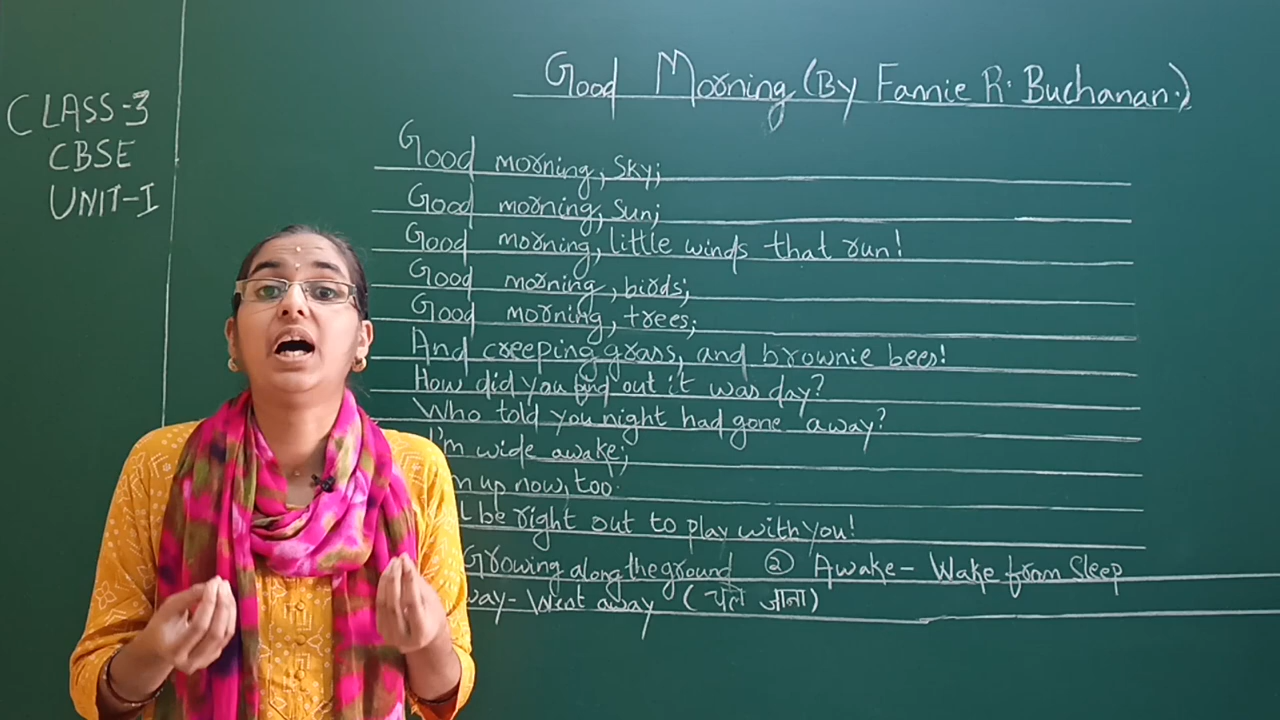 CLASS-3
CBSE
UNIT-I
Good Morning (By Fannie R. Buchanan.)
Good morning, Sky;
Good morning, Sun;
Good morning, little winds that run!
Good morning, birds;
Good morning, trees;
And creeping grass, and brownie bees!
How did you find out it was day?
Who told you night had gone away?
I'm wide awake;
m up now, too.
l be right out to play with you!
Growing along the ground ② Awake- Wake from Sleep
way- Went away (चले जाना)